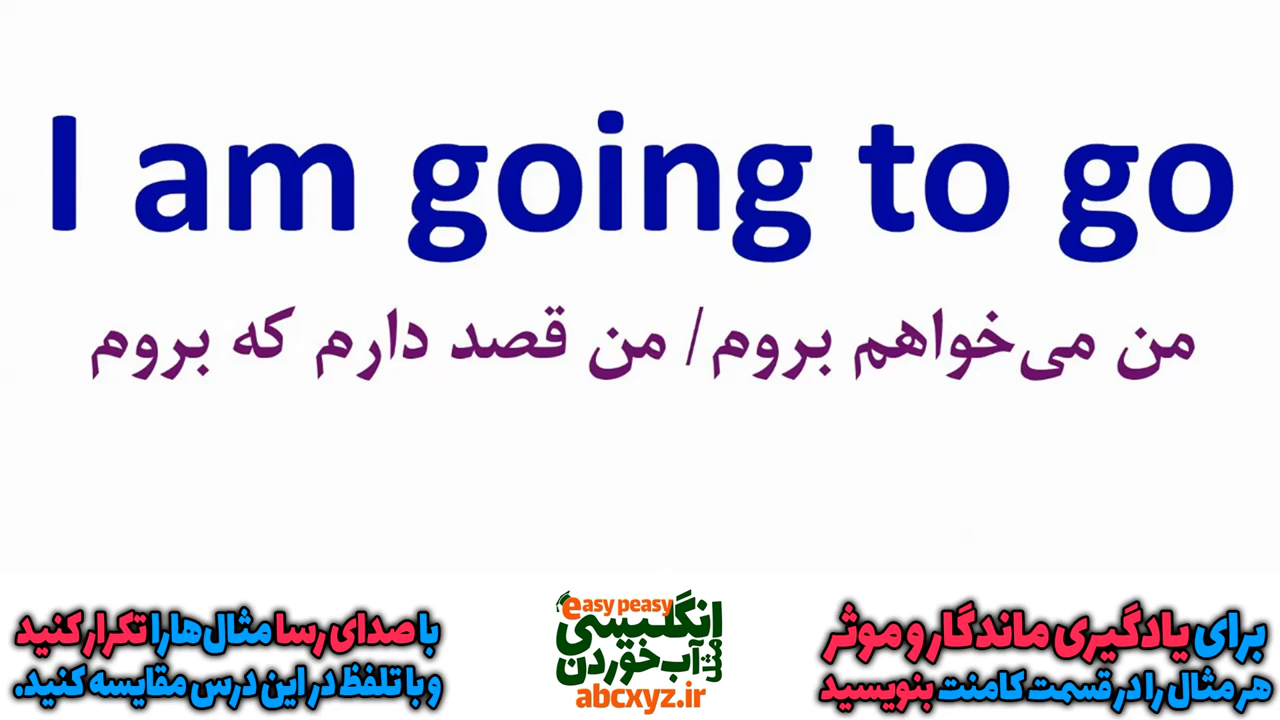 I am going to go
من می‌خواهم بروم/ من قصد دارم که بروم
برای یادگیری ماندگار و موثر
هر مثال را در قسمت کامنت بنویسید
easy peasy
انگلیسی
مثل آب خوردن
abcxyz.ir
با صدای رسا مثال‌ها را تکرار کنید
و با تلفظ در این درس مقایسه کنید.